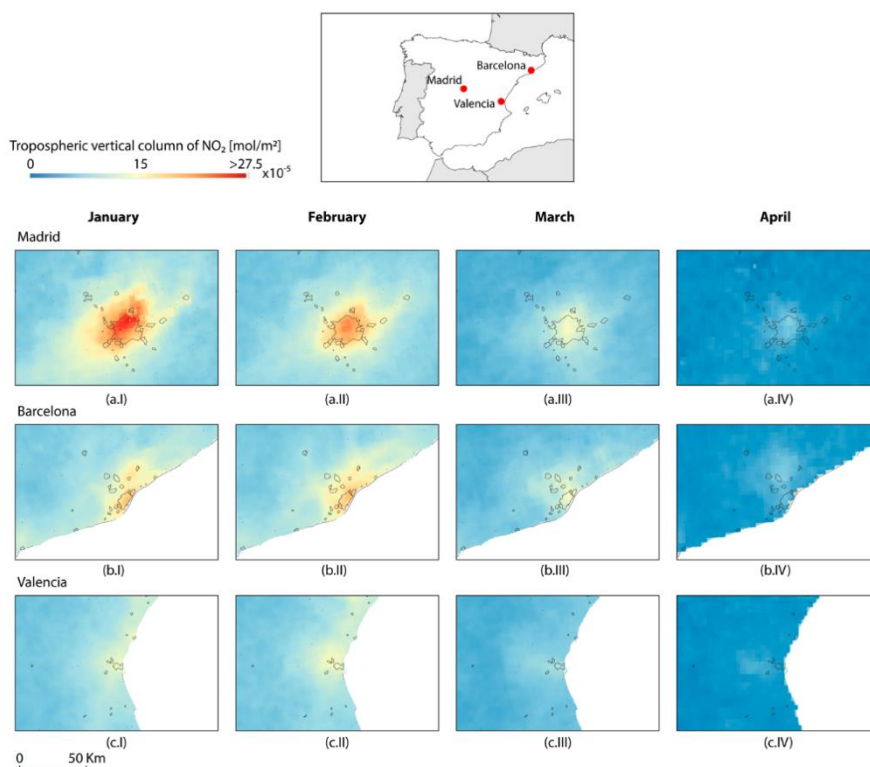 Barcelona
Madrid
Valencia
Tropospheric vertical column of NO₂ [mol/m²]
0 15 >27.5
x10⁻⁵
January February March April
Madrid
(a.I) (a.II) (a.III) (a.IV)
Barcelona
(b.I) (b.II) (b.III) (b.IV)
Valencia
(c.I) (c.II) (c.III) (c.IV)
0 50 Km